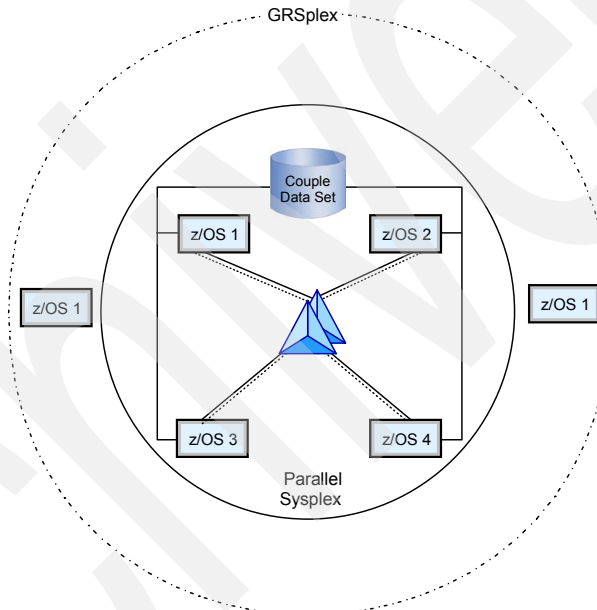 GRSplex
Couple
Data Set
z/OS 1
z/OS 2
z/OS 1
z/OS 1
z/OS 3
z/OS 4
Parallel
Sysplex